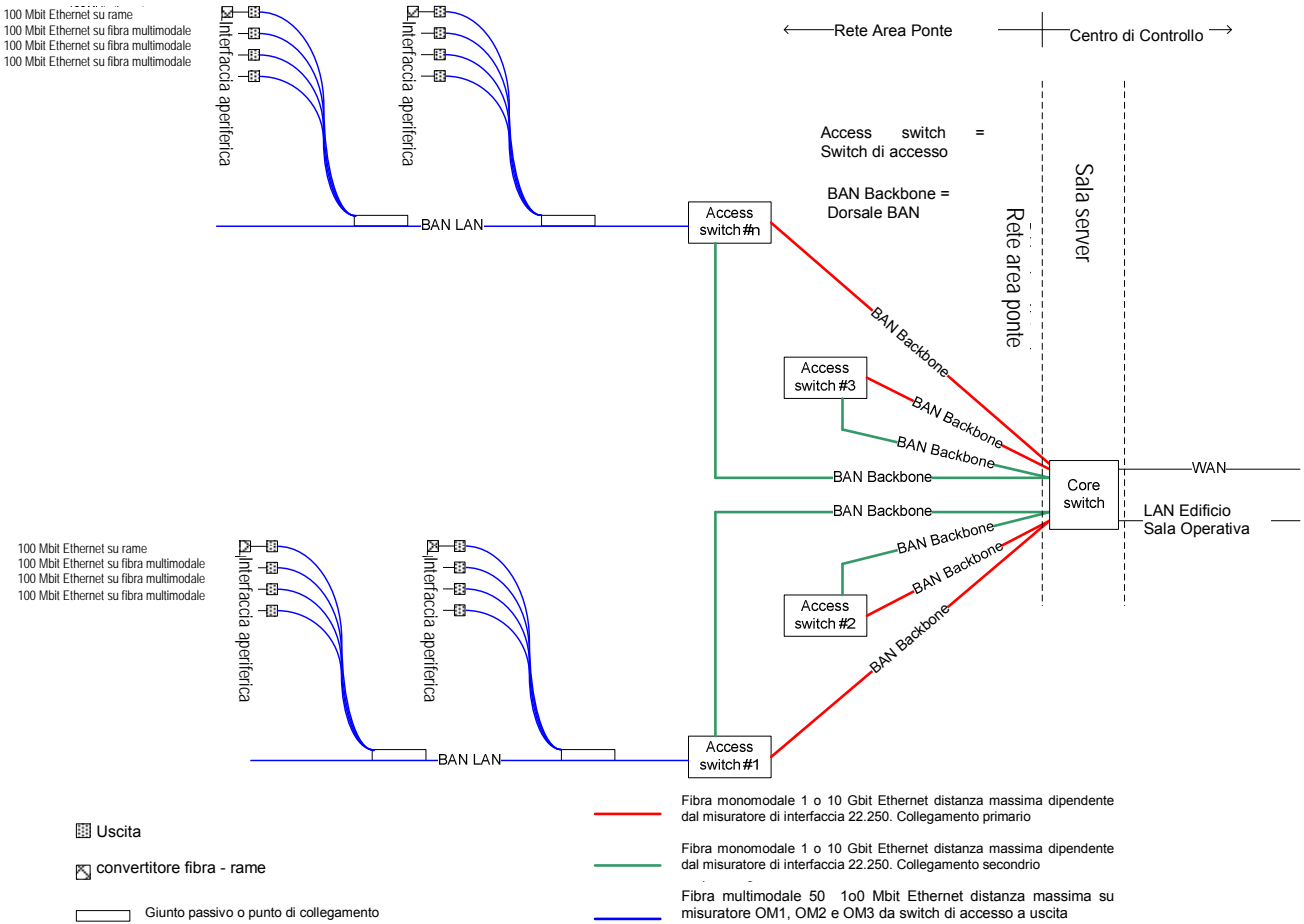 100 Mbit Ethernet su rame
100 Mbit Ethernet su fibra multimodale
100 Mbit Ethernet su fibra multimodale
100 Mbit Ethernet su fibra multimodale
Interfaccia aperiferica
Interfaccia aperiferica
Rete Area Ponte
Centro di Controllo
Access switch =
Switch di accesso
BAN Backbone =
Dorsale BAN
Rete area ponte
Sala server
BAN LAN
Access
switch #n
BAN Backbone
Access
switch #3
BAN Backbone
BAN Backbone
BAN Backbone
Core
switch
WAN
LAN Edificio
Sala Operativa
BAN Backbone
BAN Backbone
BAN Backbone
Access
switch #2
BAN Backbone
100 Mbit Ethernet su rame
100 Mbit Ethernet su fibra multimodale
100 Mbit Ethernet su fibra multimodale
100 Mbit Ethernet su fibra multimodale
Interfaccia aperiferica
Interfaccia aperiferica
BAN LAN
Access
switch #1
Uscita
convertitore fibra - rame
Giunto passivo o punto di collegamento
Fibra monomodale 1 o 10 Gbit Ethernet distanza massima dipendente
dal misuratore di interfaccia 22.250. Collegamento primario
Fibra monomodale 1 o 10 Gbit Ethernet distanza massima dipendente
dal misuratore di interfaccia 22.250. Collegamento secondrio
Fibra multimodale 50 1o0 Mbit Ethernet distanza massima su
misuratore OM1, OM2 e OM3 da switch di accesso a uscita